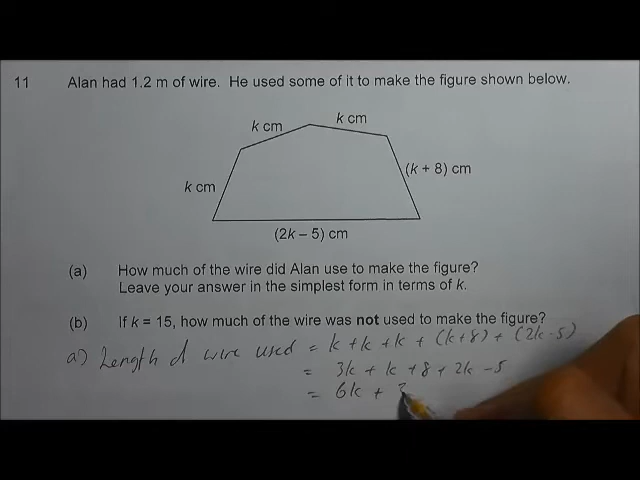 11 Alan had 1.2 m of wire. He used some of it to make the figure shown below.
k cm
k cm
k cm
(k + 8) cm
(2k – 5) cm
(a) How much of the wire did Alan use to make the figure?
Leave your answer in the simplest form in terms of k.
(b) If k = 15, how much of the wire was not used to make the figure?
a) Length of wire used = k + k + k + (k+8) + (2k-5)
= 3k + k + 8 + 2k - 5
= 6k + 3